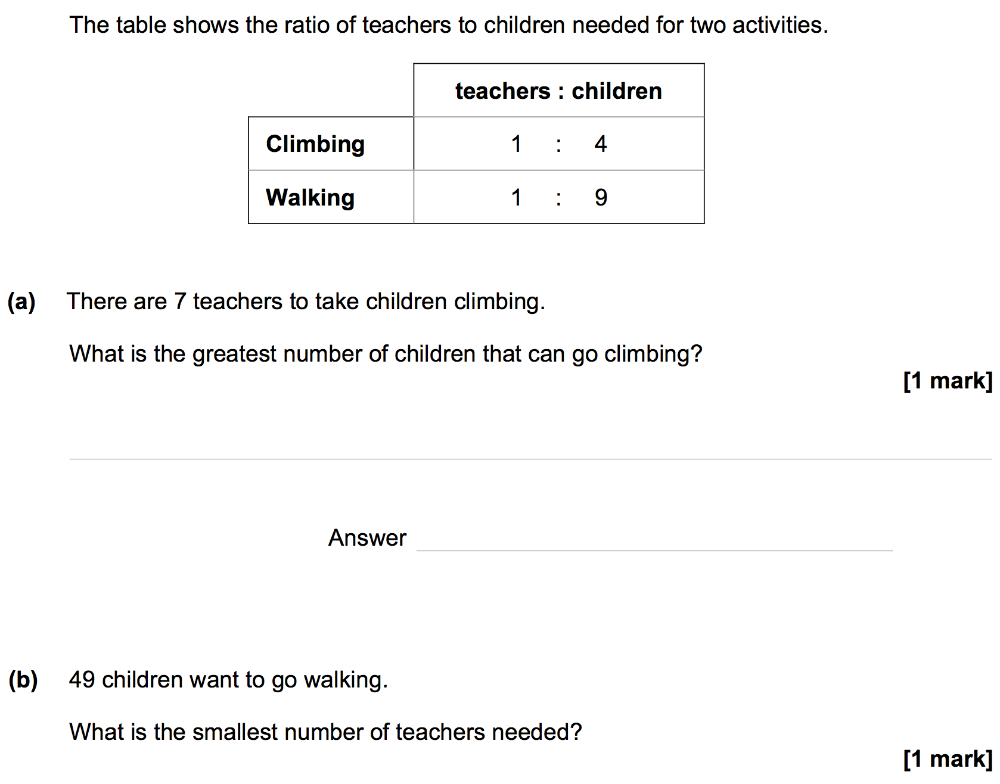 The table shows the ratio of teachers to children needed for two activities.
teachers : children
Climbing 1 : 4
Walking 1 : 9
(a) There are 7 teachers to take children climbing.
What is the greatest number of children that can go climbing?
[1 mark]
Answer
(b) 49 children want to go walking.
What is the smallest number of teachers needed?
[1 mark]